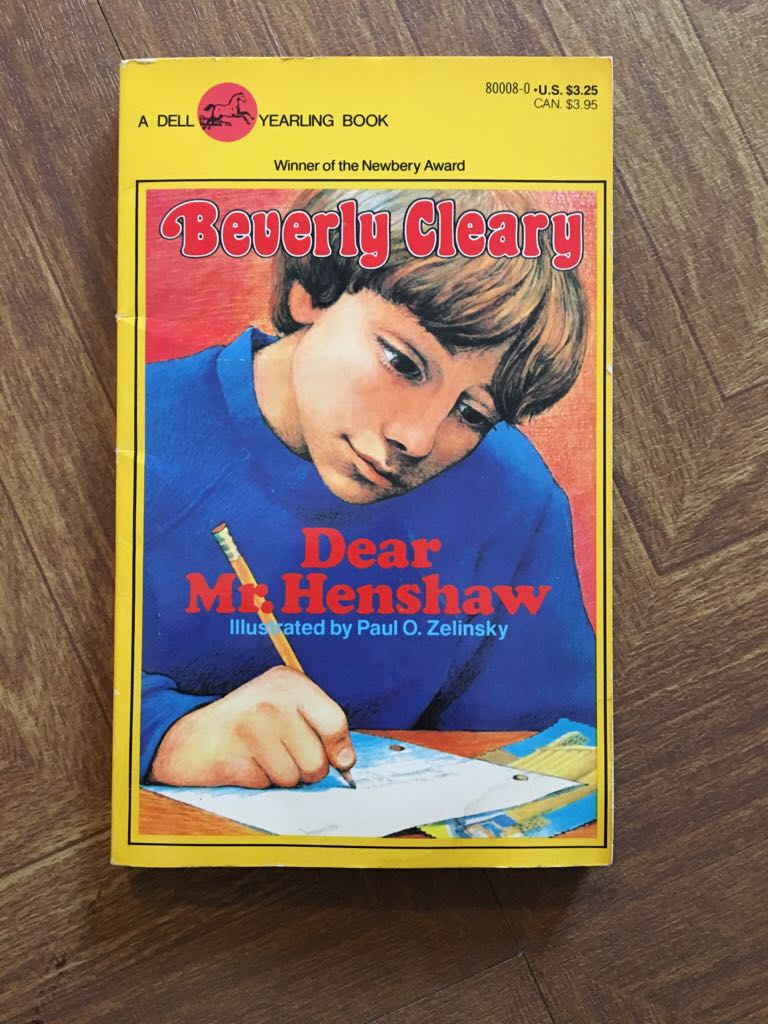 A DELL YEARLING BOOK
80008-0 • U.S. $3.25
CAN. $3.95
Winner of the Newbery Award
Beverly Cleary
Dear
Mr. Henshaw
Illustrated by Paul O. Zelinsky